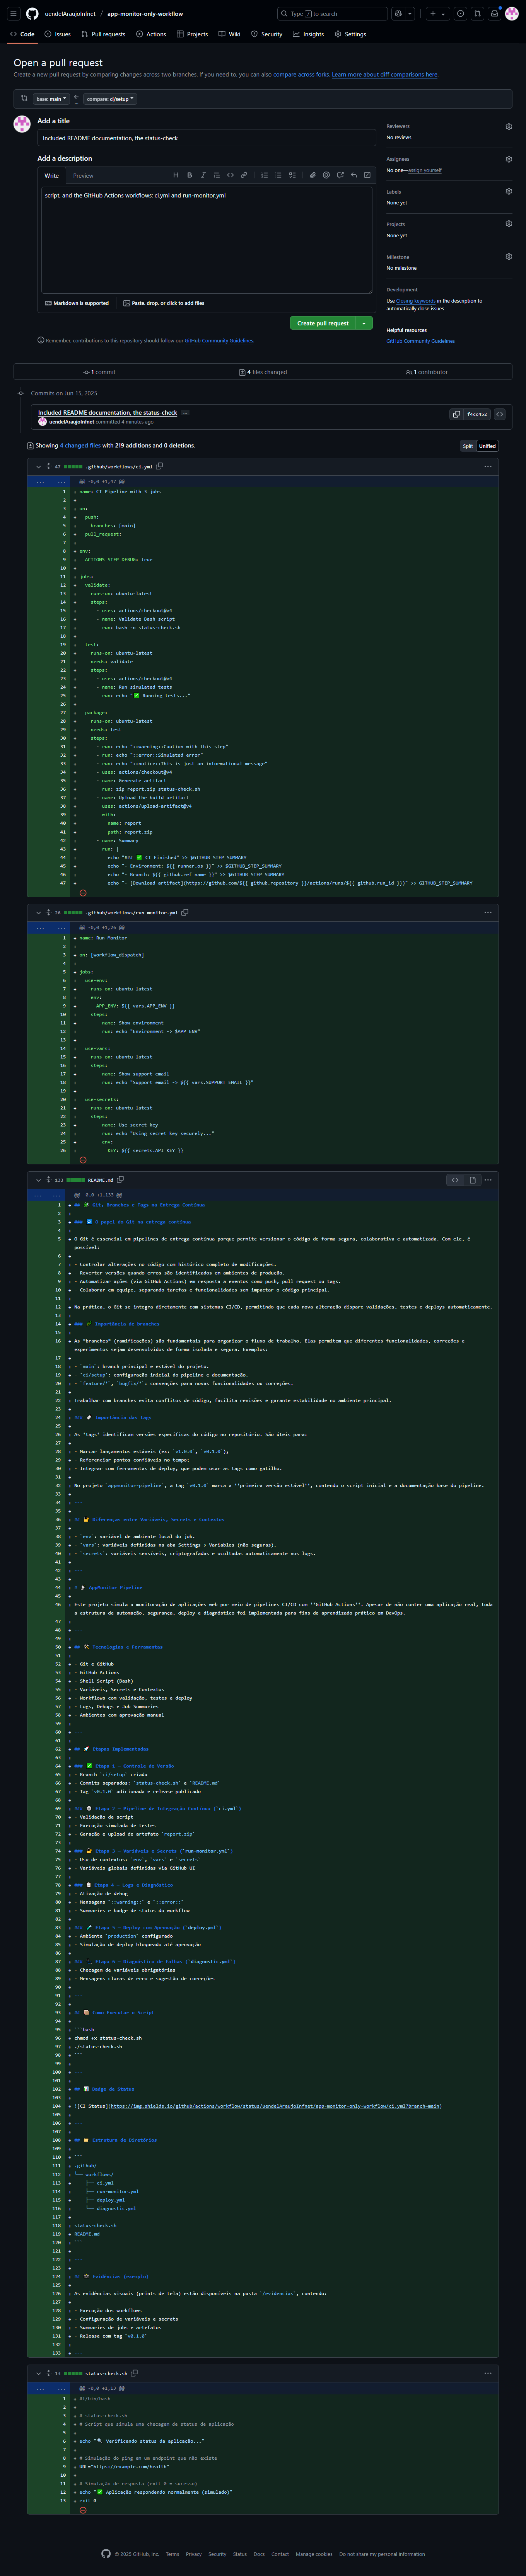 uendelAraujoInfnet / app-monitor-only-workflow
Type / to search
Code Issues Pull requests Actions Projects Wiki Security Insights Settings
Open a pull request
Create a new pull request by comparing changes across two branches. If you need to, you can also compare across forks. Learn more about diff comparisons here.
base: main compare: ci/setup
Add a title
Included README documentation, the status-check
Add a description
Write Preview
script, and the GitHub Actions workflows: ci.yml and run-monitor.yml
Markdown is supported Paste, drop, or click to add files
Create pull request
Remember, contributions to this repository should follow our GitHub Community Guidelines.
Reviewers
No reviews
Assignees
No one—assign yourself
Labels
None yet
Projects
None yet
Milestone
No milestone
Development
Use Closing keywords in the description to
automatically close issues
Helpful resources
GitHub Community Guidelines
1 commit 4 files changed 1 contributor
Commits on Jun 15, 2025
Included README documentation, the status-check ...
uendelAraujoInfnet committed 4 minutes ago
f4cc452
Showing 4 changed files with 219 additions and 0 deletions.
Split Unified
47 .github/workflows/ci.yml
@@ -0,0 +1,47 @@
1 + name: CI Pipeline with 3 jobs
2 +
3 + on:
4 + push:
5 + branches: [main]
6 + pull_request:
7 +
8 + env:
9 + ACTIONS_STEP_DEBUG: true
10 +
11 + jobs:
12 + validate:
13 + runs-on: ubuntu-latest
14 + steps:
15 + - uses: actions/checkout@v4
16 + - name: Validate Bash script
17 + run: bash -n status-check.sh
18 +
19 + test:
20 + runs-on: ubuntu-latest
21 + needs: validate
22 + steps:
23 + - uses: actions/checkout@v4
24 + - name: Run simulated tests
25 + run: echo "✅ Running tests..."
26 +
27 + package:
28 + runs-on: ubuntu-latest
29 + needs: test
30 + steps:
31 + - run: echo "::warning::Caution with this step"
32 + - run: echo "::error::Simulated error"
33 + - run: echo "::notice::This is just an informational message"
34 + - uses: actions/checkout@v4
35 + - name: Generate artifact
36 + run: zip report.zip status-check.sh
37 + - name: Upload the build artifact
38 + uses: actions/upload-artifact@v4
39 + with:
40 + name: report
41 + path: report.zip
42 + - name: Summary
43 + run: |
44 + echo "### ✅ CI Finished" >> $GITHUB_STEP_SUMMARY
45 + echo "- Environment: ${{ runner.os }}" >> $GITHUB_STEP_SUMMARY
46 + echo "- Branch: ${{ github.ref_name }}" >> $GITHUB_STEP_SUMMARY
47 + echo "- [Download artifact](https://github.com/${{ github.repository }}/actions/runs/${{ github.run_id }})" >> GITHUB_STEP_SUMMARY
26 .github/workflows/run-monitor.yml
@@ -0,0 +1,26 @@
1 + name: Run Monitor
2 +
3 + on: [workflow_dispatch]
4 +
5 + jobs:
6 + use-env:
7 + runs-on: ubuntu-latest
8 + env:
9 + APP_ENV: ${{ vars.APP_ENV }}
10 + steps:
11 + - name: Show environment
12 + run: echo "Environment -> $APP_ENV"
13 +
14 + use-vars:
15 + runs-on: ubuntu-latest
16 + steps:
17 + - name: Show support email
18 + run: echo "Support email -> ${{ vars.SUPPORT_EMAIL }}"
19 +
20 + use-secrets:
21 + runs-on: ubuntu-latest
22 + steps:
23 + - name: Use secret key
24 + run: echo "Using secret key securely..."
25 + env:
26 + KEY: ${{ secrets.API_KEY }}
133 README.md
@@ -0,0 +1,133 @@
1 + ## Git, Branches e Tags na Entrega Contínua
2 +
3 + ### O papel do Git na entrega contínua
4 +
5 + O Git é essencial em pipelines de entrega contínua porque permite versionar o código de forma segura, colaborativa e automatizada. Com ele, é
possível:
6 +
7 + - Controlar alterações no código com histórico completo de modificações.
8 + - Reverter versões quando erros são identificados em ambientes de produção.
9 + - Automatizar ações (via GitHub Actions) em resposta a eventos como push, pull request ou tags.
10 + - Colaborar em equipe, separando tarefas e funcionalidades sem impactar o código principal.
11 +
12 + Na prática, o Git se integra diretamente com sistemas CI/CD, permitindo que cada nova alteração dispare validações, testes e deploys automaticamente.
13 +
14 + ### Importância de branches
15 +
16 + As *branches* (ramificações) são fundamentais para organizar o fluxo de trabalho. Elas permitem que diferentes funcionalidades, correções e
experimentos sejam desenvolvidos de forma isolada e segura. Exemplos:
17 +
18 + - `main`: branch principal e estável do projeto.
19 + - `ci/setup`: configuração inicial do pipeline e documentação.
20 + - `feature/*`, `bugfix/*`: convenções para novas funcionalidades ou correções.
21 +
22 + Trabalhar com branches evita conflitos de código, facilita revisões e garante estabilidade no ambiente principal.
23 +
24 + ### Importância das tags
25 +
26 + As *tags* identificam versões específicas do código no repositório. São úteis para:
27 +
28 + - Marcar lançamentos estáveis (ex: `v1.0.0`, `v0.1.0`);
29 + - Referenciar pontos confiáveis no tempo;
30 + - Integrar com ferramentas de deploy, que podem usar as tags como gatilho.
31 +
32 + No projeto `appmonitor-pipeline`, a tag `v0.1.0` marca a **primeira versão estável**, contendo o script inicial e a documentação base do pipeline.
33 +
34 + ---
35 +
36 + ## 🔐 Diferenças entre Variáveis, Secrets e Contextos
37 +
38 + - `env`: variável de ambiente local do job.
39 + - `vars`: variáveis definidas na aba Settings > Variables (não seguras).
40 + - `secrets`: variáveis sensíveis, criptografadas e ocultadas automaticamente nos logs.
41 +
42 + ---
43 +
44 + # AppMonitor Pipeline
45 +
46 + Este projeto simula a monitoração de aplicações web por meio de pipelines CI/CD com **GitHub Actions**. Apesar de não conter uma aplicação real, toda
a estrutura de automação, segurança, deploy e diagnóstico foi implementada para fins de aprendizado prático em DevOps.
47 +
48 + ---
49 +
50 + ## 🛠 Tecnologias e Ferramentas
51 +
52 + - Git e GitHub
53 + - GitHub Actions
54 + - Shell Script (Bash)
55 + - Variáveis, Secrets e Contextos
56 + - Workflows com validação, testes e deploy
57 + - Logs, Debugs e Job Summaries
58 + - Ambientes com aprovação manual
59 +
60 + ---
61 +
62 + ## 🚀 Etapas Implementadas
63 +
64 + ### ✅ Etapa 1 – Controle de Versão
65 + - Branch `ci/setup` criada
66 + - Commits separados: `status-check.sh` e `README.md`
67 + - Tag `v0.1.0` adicionada e release publicado
68 +
69 + ### Etapa 2 – Pipeline de Integração Contínua (`ci.yml`)
70 + - Validação de script
71 + - Execução simulada de testes
72 + - Geração e upload de artefato `report.zip`
73 +
74 + ### 🔐 Etapa 3 – Variáveis e Secrets (`run-monitor.yml`)
75 + - Uso de contextos: `env`, `vars` e `secrets`
76 + - Variáveis globais definidas via GitHub UI
77 +
78 + ### Etapa 4 – Logs e Diagnóstico
79 + - Ativação de debug
80 + - Mensagens `::warning::` e `::error::`
81 + - Summaries e badge de status do workflow
82 +
83 + ### Etapa 5 – Deploy com Aprovação (`deploy.yml`)
84 + - Ambiente `production` configurado
85 + - Simulação de deploy bloqueado até aprovação
86 +
87 + ### Etapa 6 – Diagnóstico de Falhas (`diagnostic.yml`)
88 + - Checagem de variáveis obrigatórias
89 + - Mensagens claras de erro e sugestão de correções
90 +
91 + ---
92 +
93 + ## Como Executar o Script
94 +
95 + ```bash
96 + chmod +x status-check.sh
97 + ./status-check.sh
98 + ```
99 +
100 + ---
101 +
102 + ## 📊 Badge de Status
103 +
104 + ![CI Status](https://img.shields.io/github/actions/workflow/status/uendelAraujoInfnet/app-monitor-only-workflow/ci.yml?branch=main)
105 +
106 + ---
107 +
108 + ## Estrutura de Diretórios
109 +
110 + ```
111 + .github/
112 + └── workflows/
113 + ├── ci.yml
114 + ├── run-monitor.yml
115 + ├── deploy.yml
116 + └── diagnostic.yml
117 +
118 + status-check.sh
119 + README.md
120 + ```
121 +
122 + ---
123 +
124 + ## Evidências (exemplo)
125 +
126 + As evidências visuais (prints de tela) estão disponíveis na pasta `/evidencias`, contendo:
127 +
128 + - Execução dos workflows
129 + - Configuração de variáveis e secrets
130 + - Summaries de jobs e artefatos
131 + - Release com tag `v0.1.0`
132 +
133 + ---
13 status-check.sh
@@ -0,0 +1,13 @@
1 + #!/bin/bash
2 +
3 + # status-check.sh
4 + # Script que simula uma checagem de status de aplicação
5 +
6 + echo "🔍 Verificando status da aplicação..."
7 +
8 + # Simulação de ping em um endpoint que não existe
9 + URL="https://example.com/health"
10 +
11 + # Simulação de resposta (exit 0 = sucesso)
12 + echo "✅ Aplicação respondendo normalmente (simulado)"
13 + exit 0
© 2025 GitHub, Inc. Terms Privacy Security Status Docs Contact Manage cookies Do not share my personal information